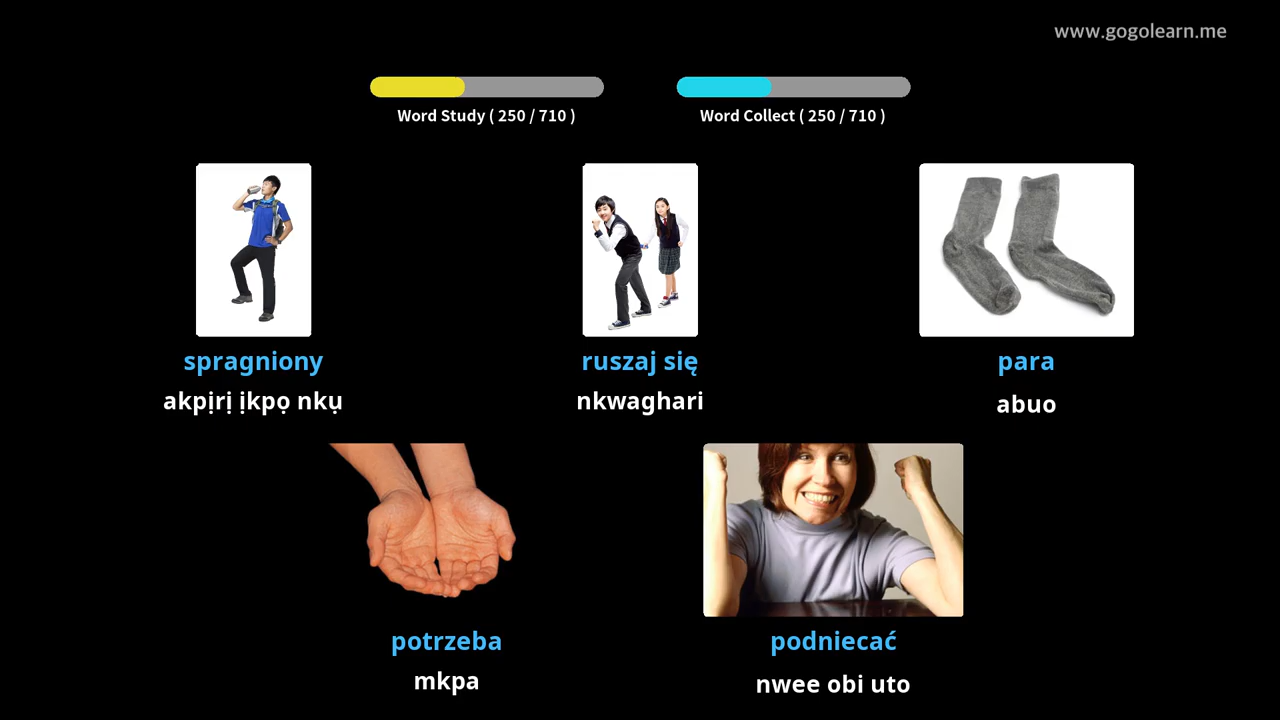 www.gogolearn.me
Word Study ( 250 / 710 )
Word Collect ( 250 / 710 )
spragniony
ruszaj się
para
akpịrị ịkpọ nkụ
nkwaghari
abuo
potrzeba
podniecać
mkpa
nwee obi uto